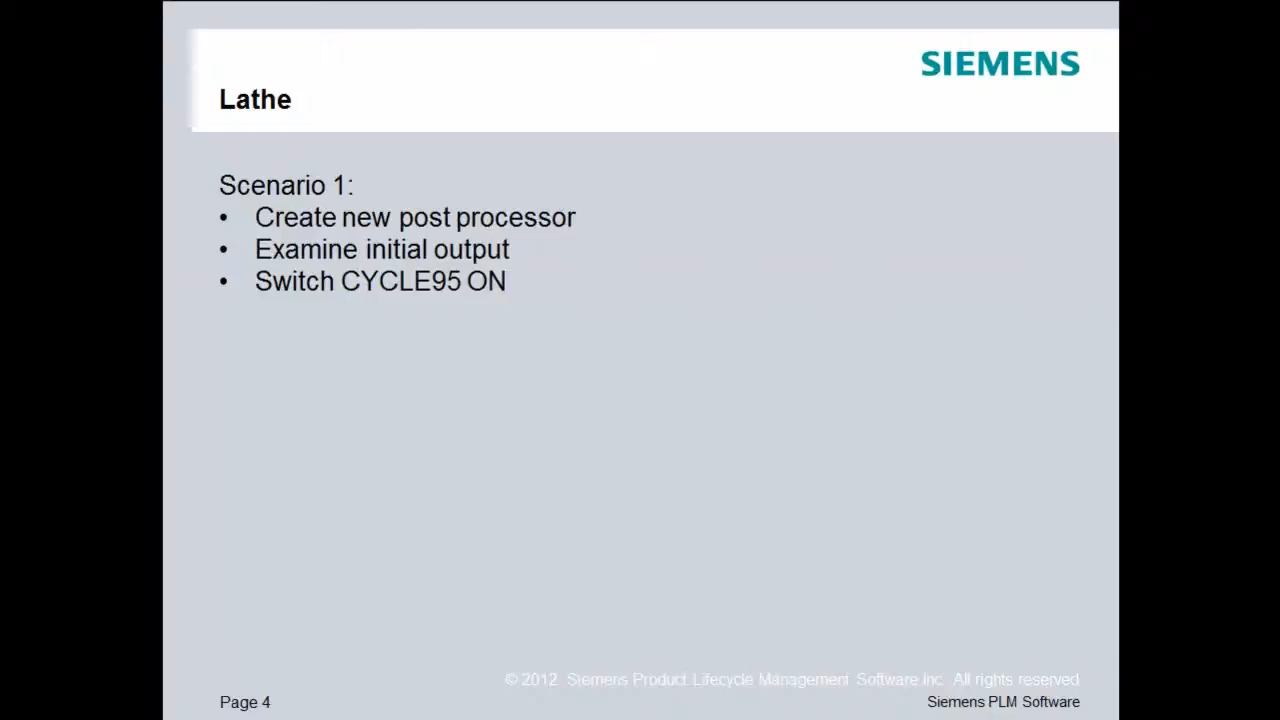 SIEMENS
Lathe
Scenario 1:
• Create new post processor
• Examine initial output
• Switch CYCLE95 ON
© 2012. Siemens Product Lifecycle Management Software Inc. All rights reserved
Page 4
Siemens PLM Software